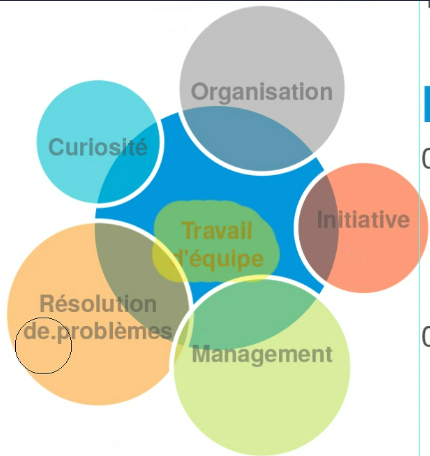 Organisation
Curiosité
Initiative
Travail
d'équipe
Résolution
de.problèmes
Management